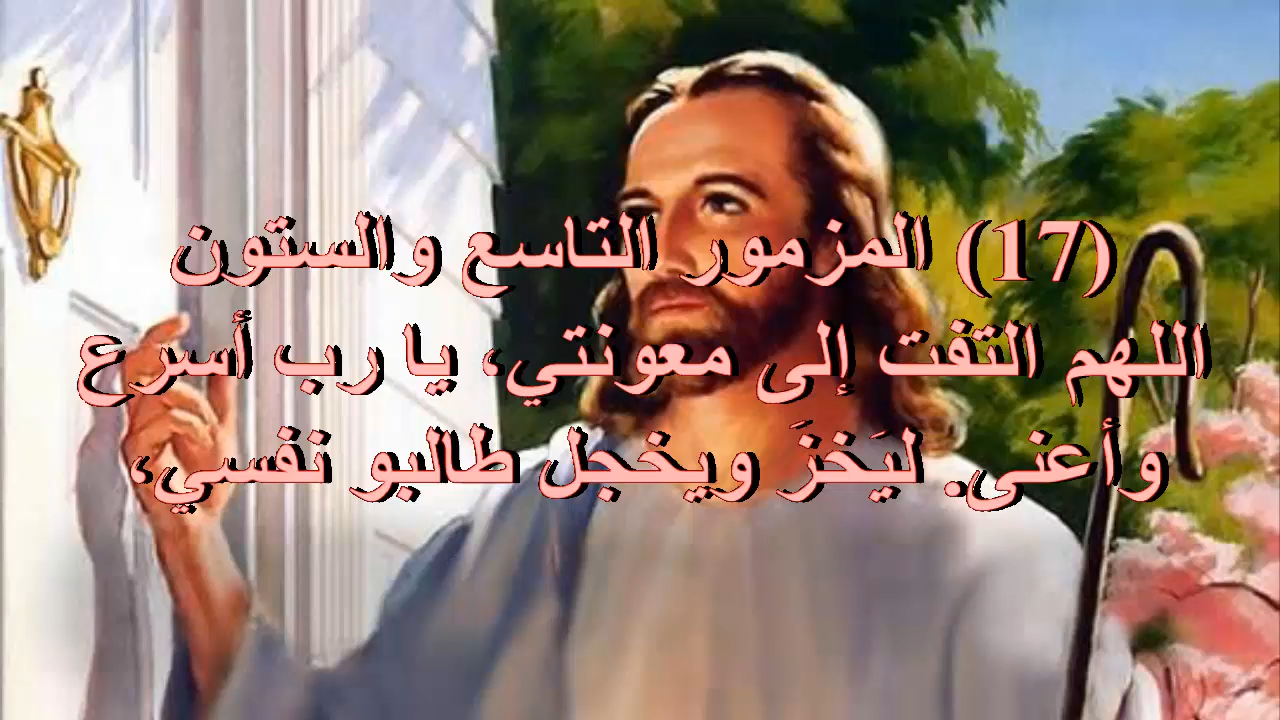 (17) المزمور التاسع والستون
اللهم التفت إلى معونتي، يا رب أسرع
وأعنى. ليَخزَ ويخجل طالبو نفسي،